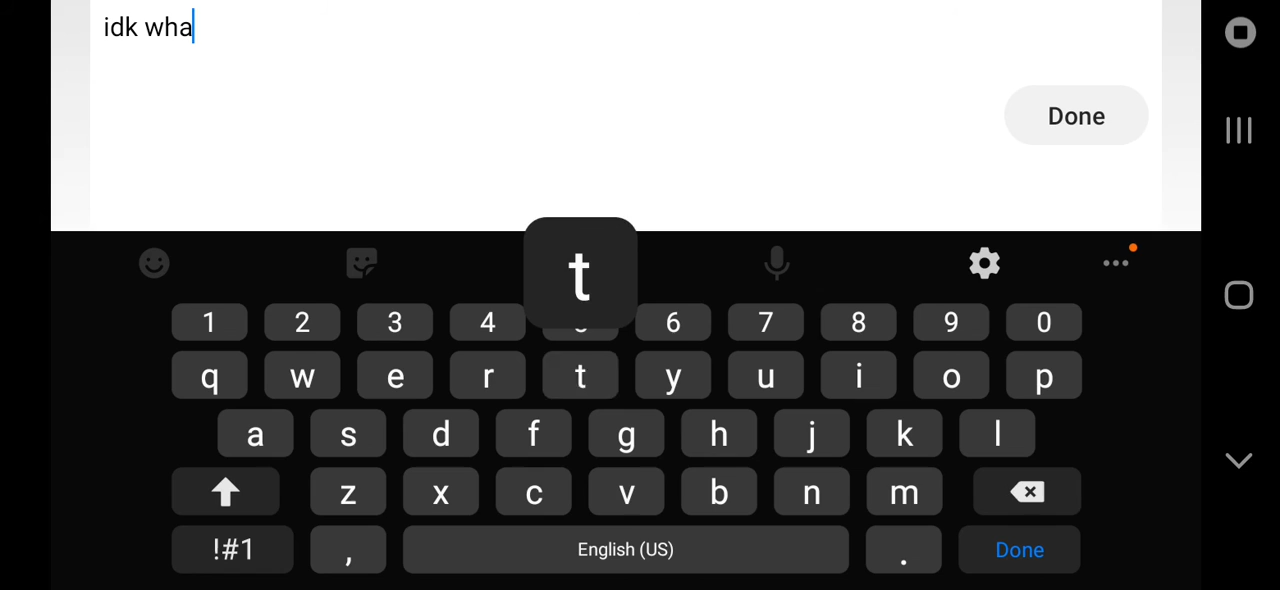 idk wha
Done
t
1 2 3 4 6 7 8 9 0
q w e r t y u i o p
a s d f g h j k l
z x c v b n m
!#1 , English (US) . Done